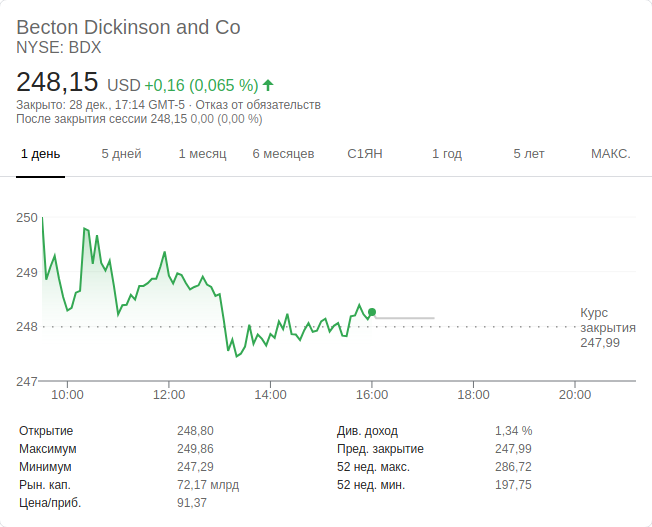 Becton Dickinson and Co
NYSE: BDX
248,15 USD +0,16 (0,065 %)
Закрыто: 28 дек., 17:14 GMT-5 · Отказ от обязательств
После закрытия сессии 248,15 0,00 (0,00 %)
1 день 5 дней 1 месяц 6 месяцев С1ЯН 1 год 5 лет МАКС.
250
249
248
247
Курс
закрытия
247,99
10:00 12:00 14:00 16:00 18:00 20:00
Открытие 248,80
Максимум 249,86
Минимум 247,29
Рын. кап. 72,17 млрд
Цена/приб. 91,37
Див. доход 1,34 %
Пред. закрытие 247,99
52 нед. макс. 286,72
52 нед. мин. 197,75